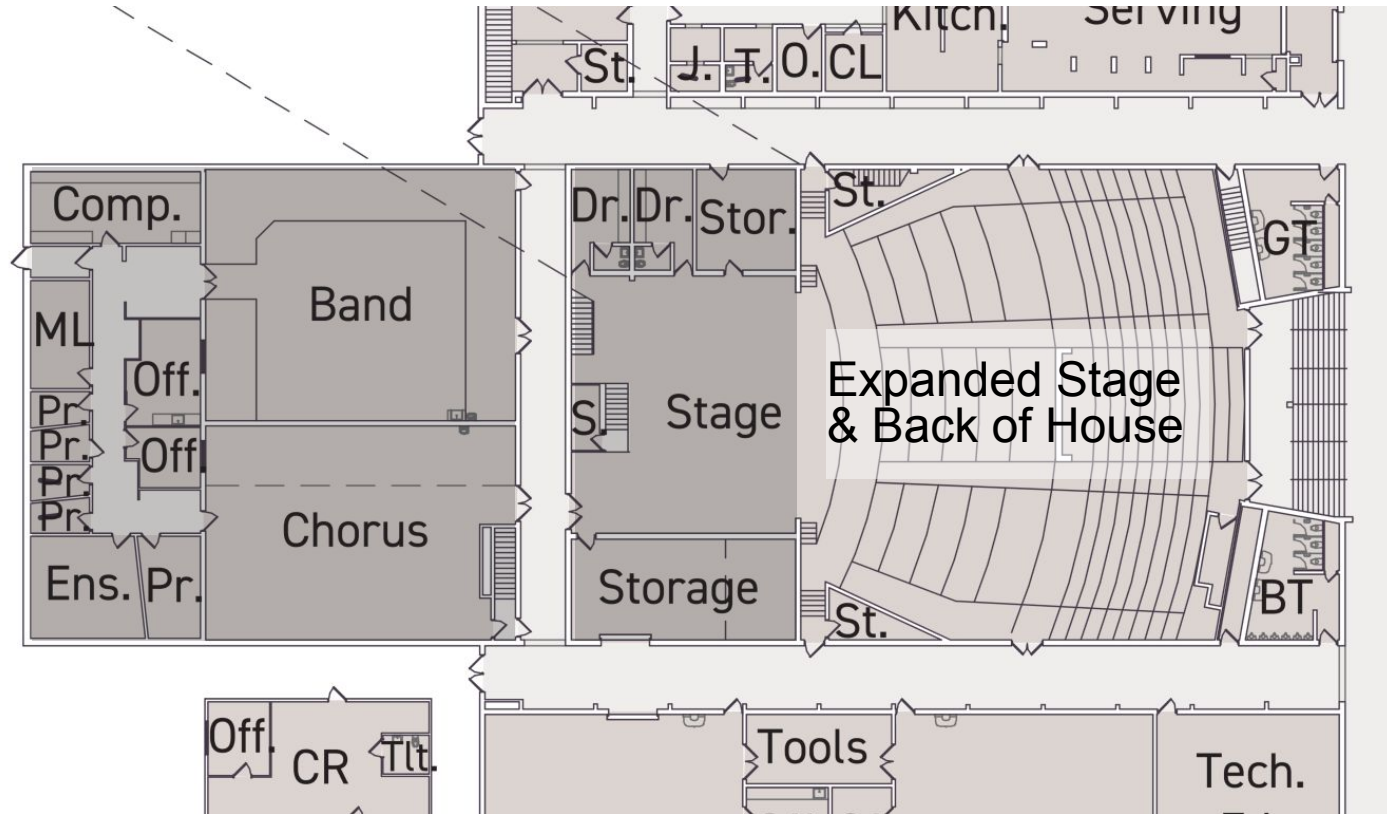 Kitch.
Serving
St.
J.
T.
O.
CL
Comp.
Dr.
Dr.
Stor.
St.
GT
Band
ML
Off.
Pr.
Pr.
Pr.
Pr.
Off.
S.
Stage
Expanded Stage
& Back of House
Chorus
Ens.
Pr.
Storage
St.
BT
Off.
CR
Tlt.
Tools
Tech.